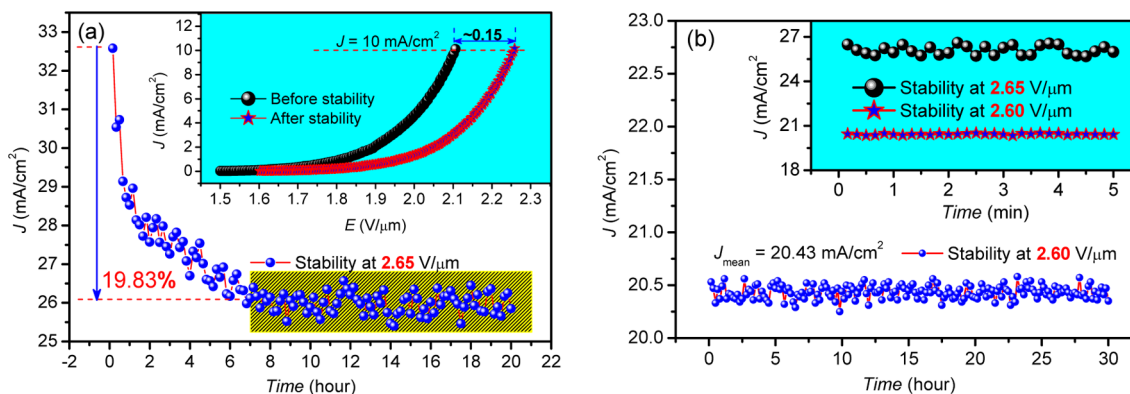 (a)
J (mA/cm²)
33
32
31
30
29
28
27
26
25
-2 0 2 4 6 8 10 12 14 16 18 20 22
Time (hour)
19.83%
Stability at 2.65 V/μm
J (mA/cm²)
12
10
8
6
4
2
0
1.5 1.6 1.7 1.8 1.9 2.0 2.1 2.2 2.3
E (V/μm)
J = 10 mA/cm²
~0.15
Before stability
After stability
(b)
J (mA/cm²)
23.0
22.5
22.0
21.5
21.0
20.5
20.0
0 5 10 15 20 25 30
Time (hour)
Jmean = 20.43 mA/cm²
Stability at 2.60 V/μm
J (mA/cm²)
27
24
21
18
0 1 2 3 4 5
Time (min)
Stability at 2.65 V/μm
Stability at 2.60 V/μm